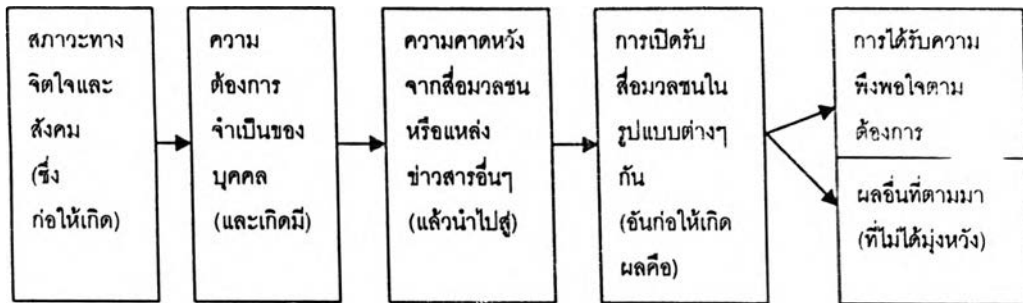 สภาวะทาง
จิตใจและ
สังคม
(ซึ่ง
ก่อให้เกิด)
ความ
ต้องการ
จำเป็นของ
บุคคล
(และเกิดมี)
ความคาดหวัง
จากสื่อมวลชน
หรือแหล่ง
ข่าวสารอื่นๆ
(แล้วนำไปสู่)
การเปิดรับ
สื่อมวลชนใน
รูปแบบต่างๆ
กัน
(อันก่อให้เกิด
ผลคือ)
การได้รับความ
พึงพอใจตาม
ต้องการ
ผลอื่นที่ตามมา
(ที่ไม่ได้มุ่งหวัง)